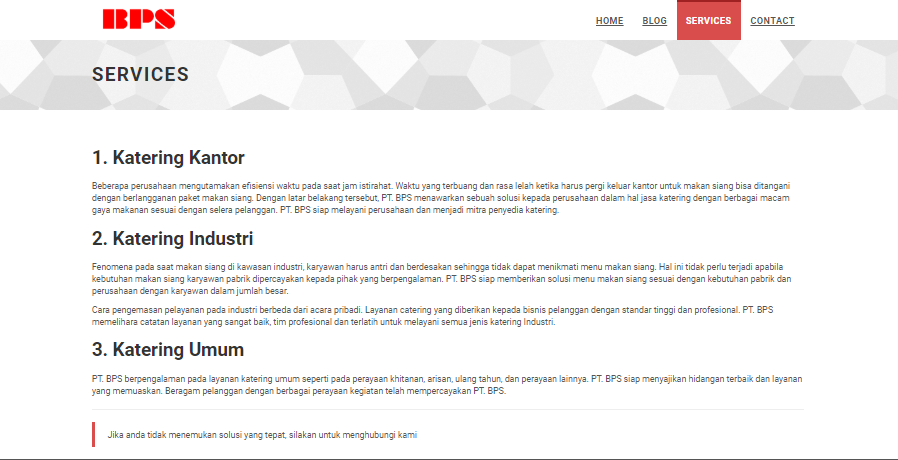 BPS
HOME BLOG SERVICES CONTACT
SERVICES
1. Katering Kantor
Beberapa perusahaan mengutamakan efisiensi waktu pada saat jam istirahat. Waktu yang terbuang dan rasa lelah ketika harus pergi keluar kantor untuk makan siang bisa ditangani
dengan berlangganan paket makan siang. Dengan latar belakang tersebut, PT. BPS menawarkan sebuah solusi kepada perusahaan dalam hal jasa katering dengan berbagai macam
gaya makanan sesuai dengan selera pelanggan. PT. BPS siap melayani perusahaan dan menjadi mitra penyedia katering.
2. Katering Industri
Fenomena pada saat makan siang di kawasan industri, karyawan harus antri dan berdesakan sehingga tidak dapat menikmati menu makan siang. Hal ini tidak perlu terjadi apabila
kebutuhan makan siang karyawan pabrik dipercayakan kepada pihak yang berpengalaman. PT. BPS siap memberikan solusi menu makan siang sesuai dengan kebutuhan pabrik dan
perusahaan dengan karyawan dalam jumlah besar.
Cara pengemasan pelayanan pada industri berbeda dari acara pribadi. Layanan catering yang diberikan kepada bisnis pelanggan dengan standar tinggi dan profesional. PT. BPS
memelihara catatan layanan yang sangat baik, tim profesional dan terlatih untuk melayani semua jenis katering Industri.
3. Katering Umum
PT. BPS berpengalaman pada layanan katering umum seperti pada perayaan khitanan, arisan, ulang tahun, dan perayaan lainnya. PT. BPS siap menyajikan hidangan terbaik dan layanan
yang memuaskan. Beragam pelanggan dengan berbagai perayaan kegiatan telah mempercayakan PT. BPS.
Jika anda tidak menemukan solusi yang tepat, silakan untuk menghubungi kami